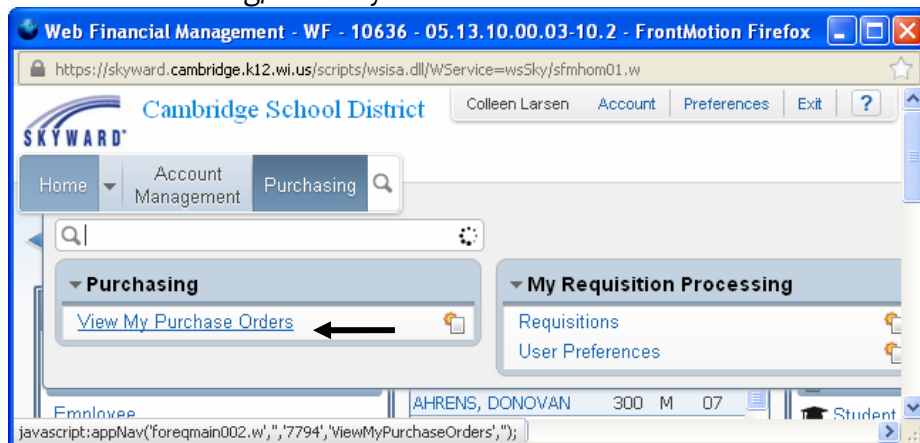 Web Financial Management - WF - 10636 - 05.13.10.00.03-10.2 - FrontMotion Firefox
https://skyward.cambridge.k12.wi.us/scripts/wsisa.dll/WService=wsSky/sfmhom01.w
SKYWARD
Cambridge School District
Colleen Larsen Account Preferences Exit ?
Home Account Management Purchasing
Purchasing
View My Purchase Orders
My Requisition Processing
Requisitions
User Preferences
Employee
AHRENS, DONOVAN 300 M 07
Student
javascript:appNav('foreqmain002.w','','7794','ViewMyPurchaseOrders','');